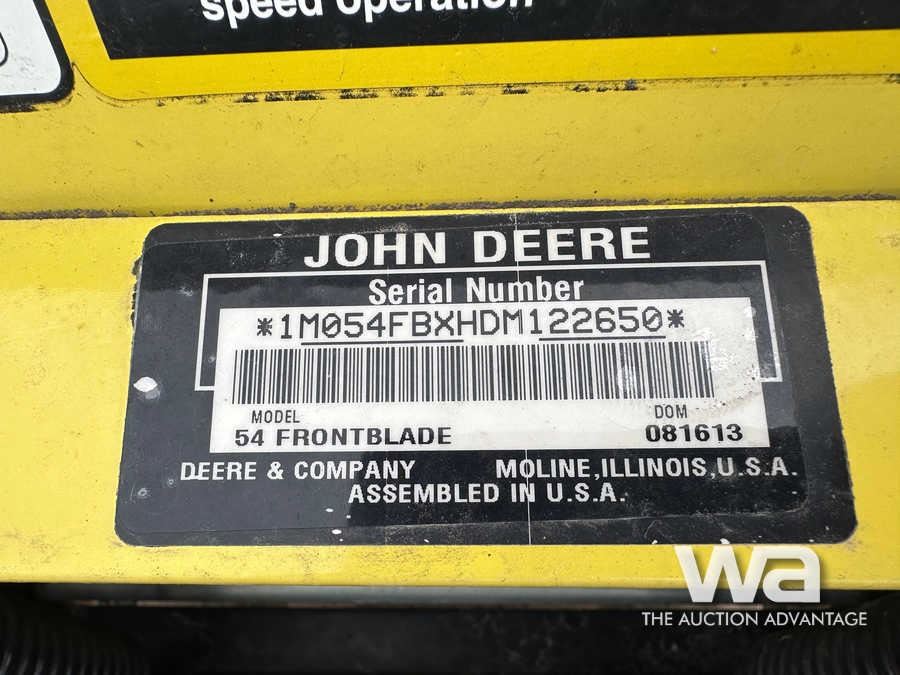 speed operation
JOHN DEERE
Serial Number
*1M054FBXHDM122650*
MODEL DOM
54 FRONTBLADE 081613
DEERE & COMPANY MOLINE, ILLINOIS, U.S.A.
ASSEMBLED IN U.S.A.
wa
THE AUCTION ADVANTAGE